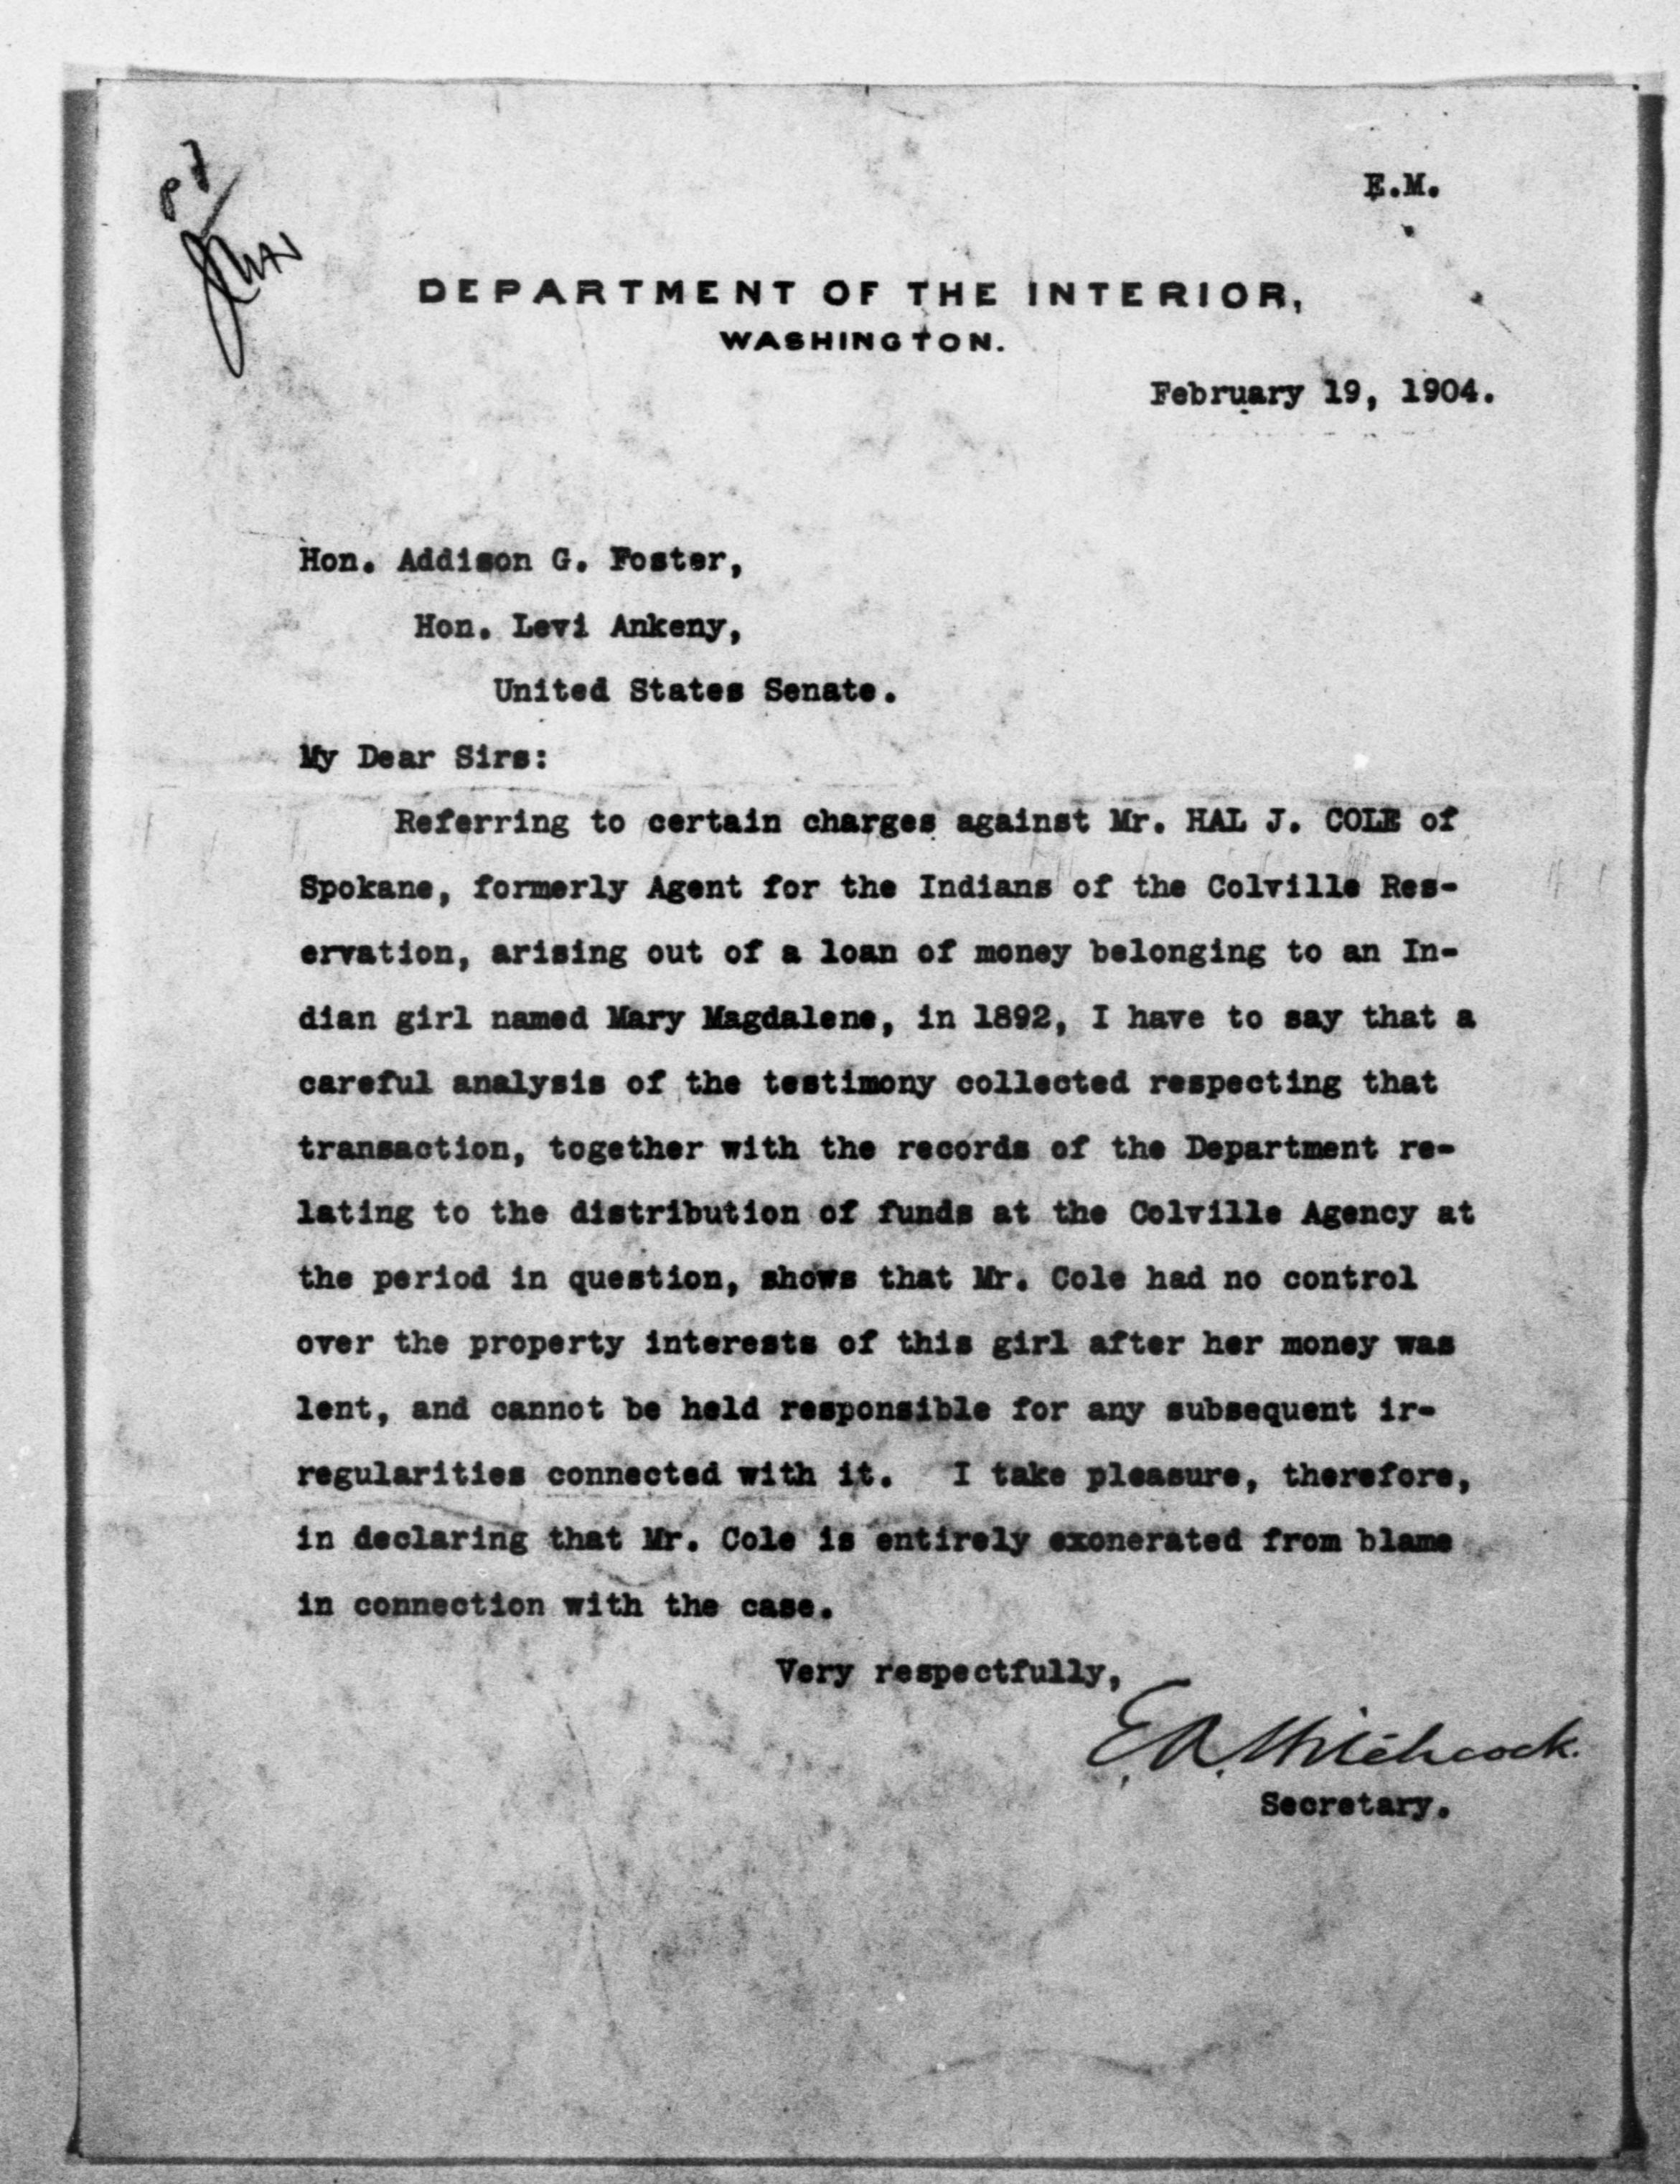 E.M.
DEPARTMENT OF THE INTERIOR,
WASHINGTON.
February 19, 1904.
Hon. Addison G. Foster,
Hon. Levi Ankeny,
United States Senate.
My Dear Sirs:
Referring to certain charges against Mr. HAL J. COLE of
Spokane, formerly Agent for the Indians of the Colville Res-
ervation, arising out of a loan of money belonging to an In-
dian girl named Mary Magdalene, in 1892, I have to say that a
careful analysis of the testimony collected respecting that
transaction, together with the records of the Department re-
lating to the distribution of funds at the Colville Agency at
the period in question, shows that Mr. Cole had no control
over the property interests of this girl after her money was
lent, and cannot be held responsible for any subsequent ir-
regularities connected with it. I take pleasure, therefore,
in declaring that Mr. Cole is entirely exonerated from blame
in connection with the case.
Very respectfully,
E. A. Hitchcock.
Secretary.